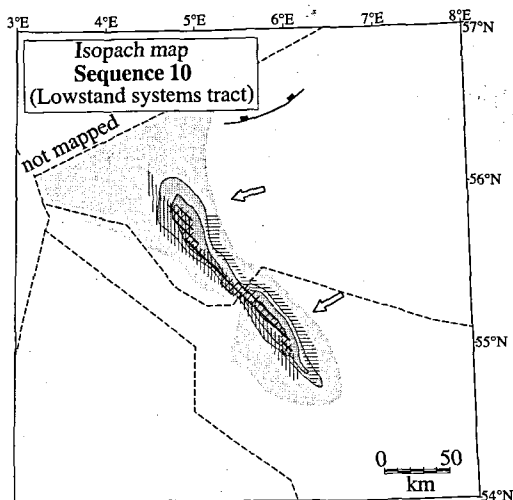 3°E 4°E 5°E 6°E 7°E 8°E
57°N
Isopach map
Sequence 10
(Lowstand systems tract)
not mapped
56°N
55°N
0 50
km
54°N